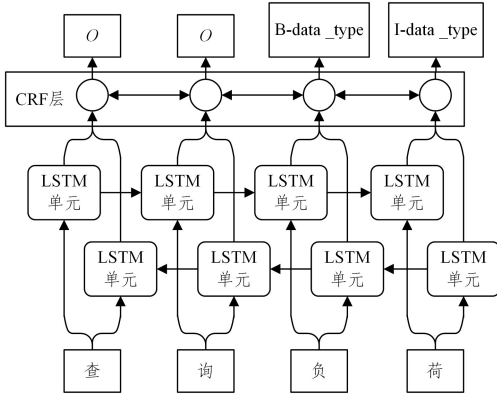 O O B-data _type I-data _type
CRF层
LSTM LSTM LSTM LSTM
单元 单元 单元 单元
LSTM LSTM LSTM LSTM
单元 单元 单元 单元
查 询 负 荷